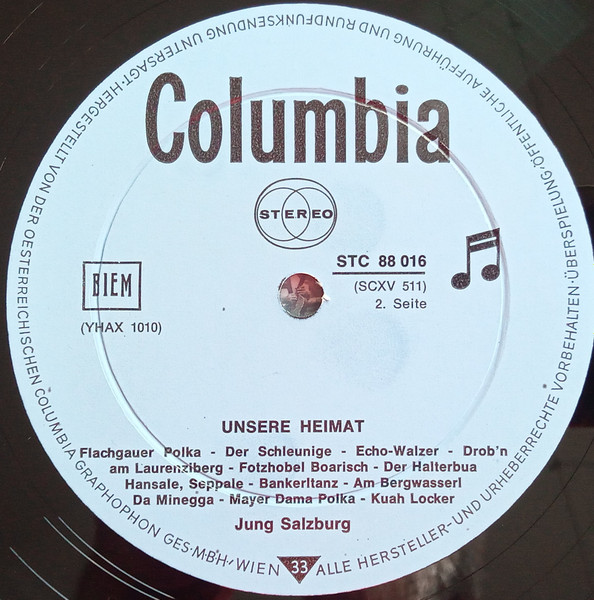 Columbia
STEREO
STC 88 016
(SCXV 511)
2. Seite
BIEM
(YHAX 1010)
UNSERE HEIMAT
Flachgauer Polka - Der Schleunige - Echo-Walzer - Drob'n
am Laurenziberg - Fotzhobel Boarisch - Der Halterbua
Hansale, Seppale - Bankerltanz - Am Bergwasserl
Da Minegga - Mayer Dama Polka - Kuah Locker
Jung Salzburg
33
ALLE HERSTELLER- UND URHEBERRECHTE VORBEHALTEN·ÜBERSPIELUNG·ÖFFENTLICHE AUFFÜHRUNG UND RUNDFUNKSENDUNG UNTERSAGT·HERGESTELLT VON DER OESTERREICHISCHEN COLUMBIA GRAPHOPHON GES·MBH/WIEN